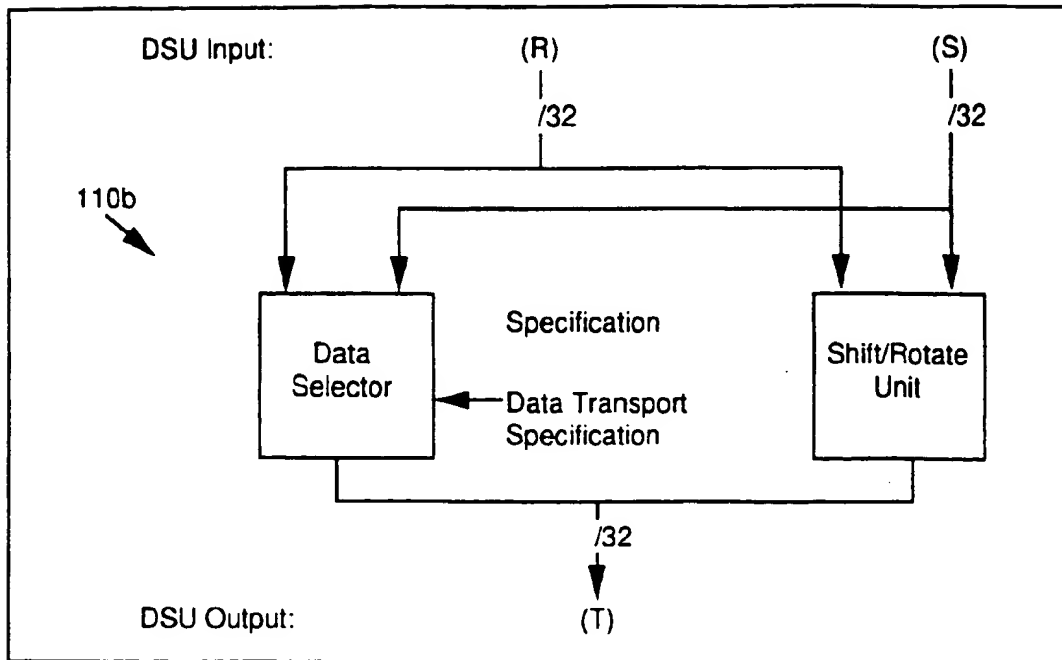 DSU Input: (R) (S)
/32 /32
110b
Specification
Data Selector
Shift/Rotate Unit
Data Transport Specification
/32
DSU Output: (T)